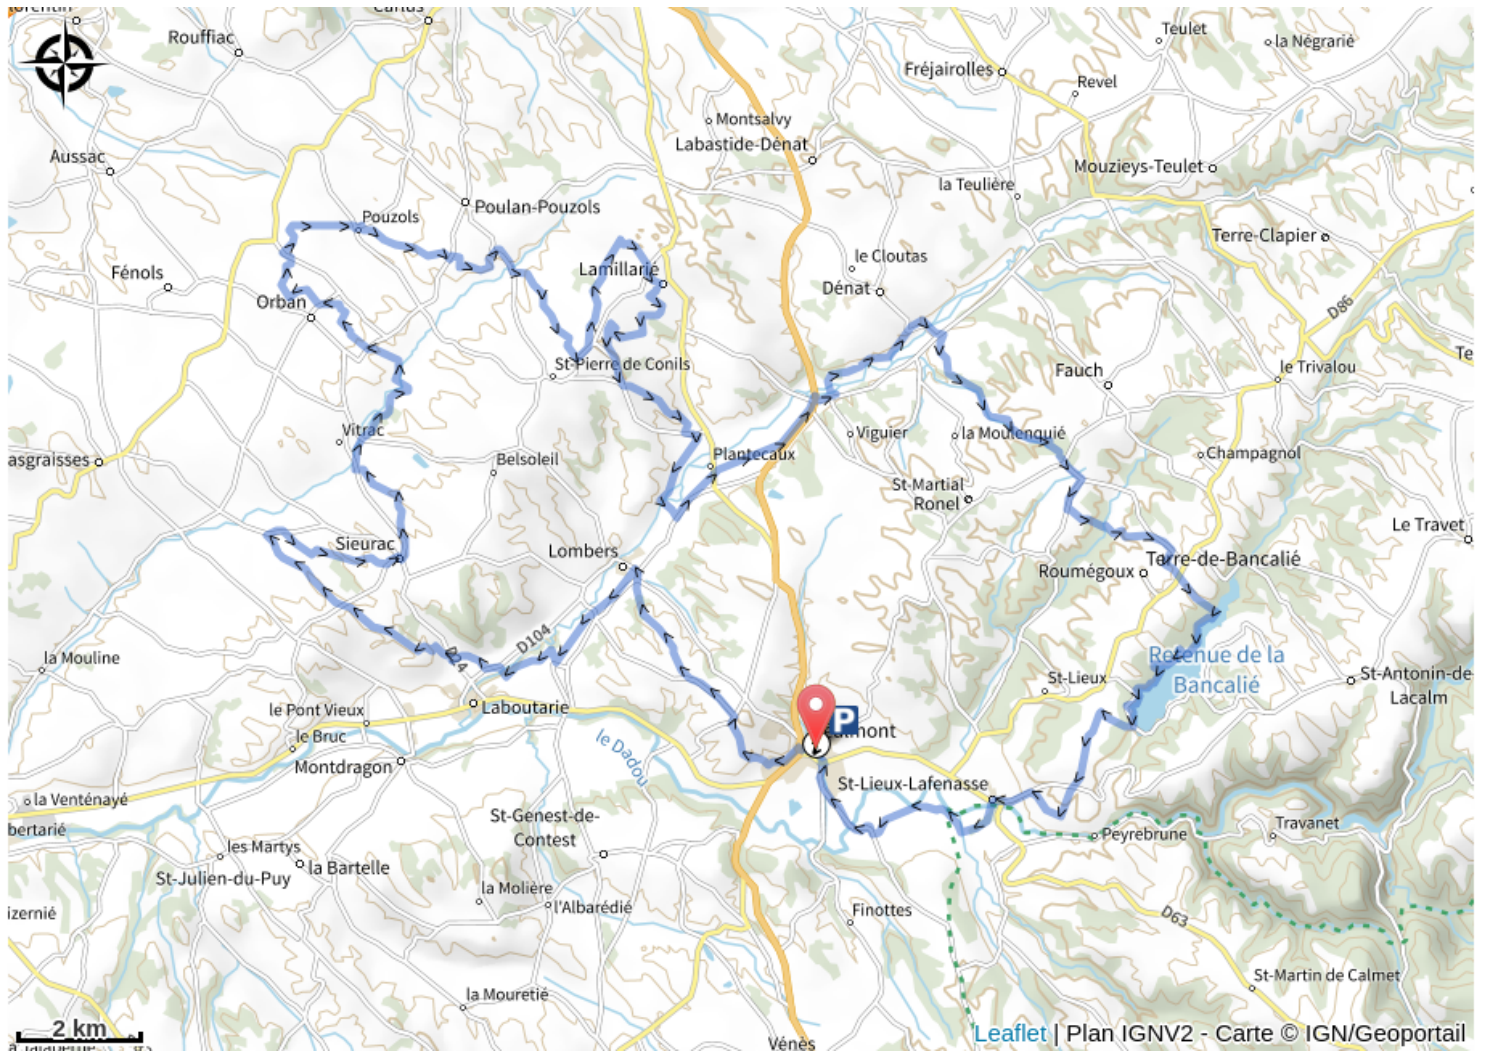 Rouffiac
Teulet
la Négrarié
Fréjairolles
Revel
Montsalvy
Labastide-Dénat
Aussac
Mouzieys-Teulet
la Teulière
Poulan-Pouzols
Pouzols
Terre-Clapier
le Cloutas
Fénols
Lamillarié
Dénat
Orban
D86
St-Pierre de Conils
Fauch
le Trivalou
Vitrac
Viguier
la Moulenquié
Belsoleil
Plantecaux
Champagnol
asgraisses
St-Martial
Ronel
Le Travet
Sieurac
Lombers
Terre-de-Bancalié
Roumégoux
D104
D24
la Mouline
Retenue de la
Bancalié
St-Lieux
St-Antonin-de-
Lacalm
le Pont Vieux
Laboutarie
P
le Bruc
le Dadou
Montdragon
St-Lieux-Lafenasse
la Venténayé
bertarié
St-Genest-de-
Contest
Peyrebrune
Travanet
les Martys
la Bartelle
St-Julien-du-Puy
la Molière
l'Albarédié
izernié
Finottes
D63
St-Martin de Calmet
la Mouretié
2 km
Leaflet | Plan IGNV2 - Carte © IGN/Geoportail
Vénès